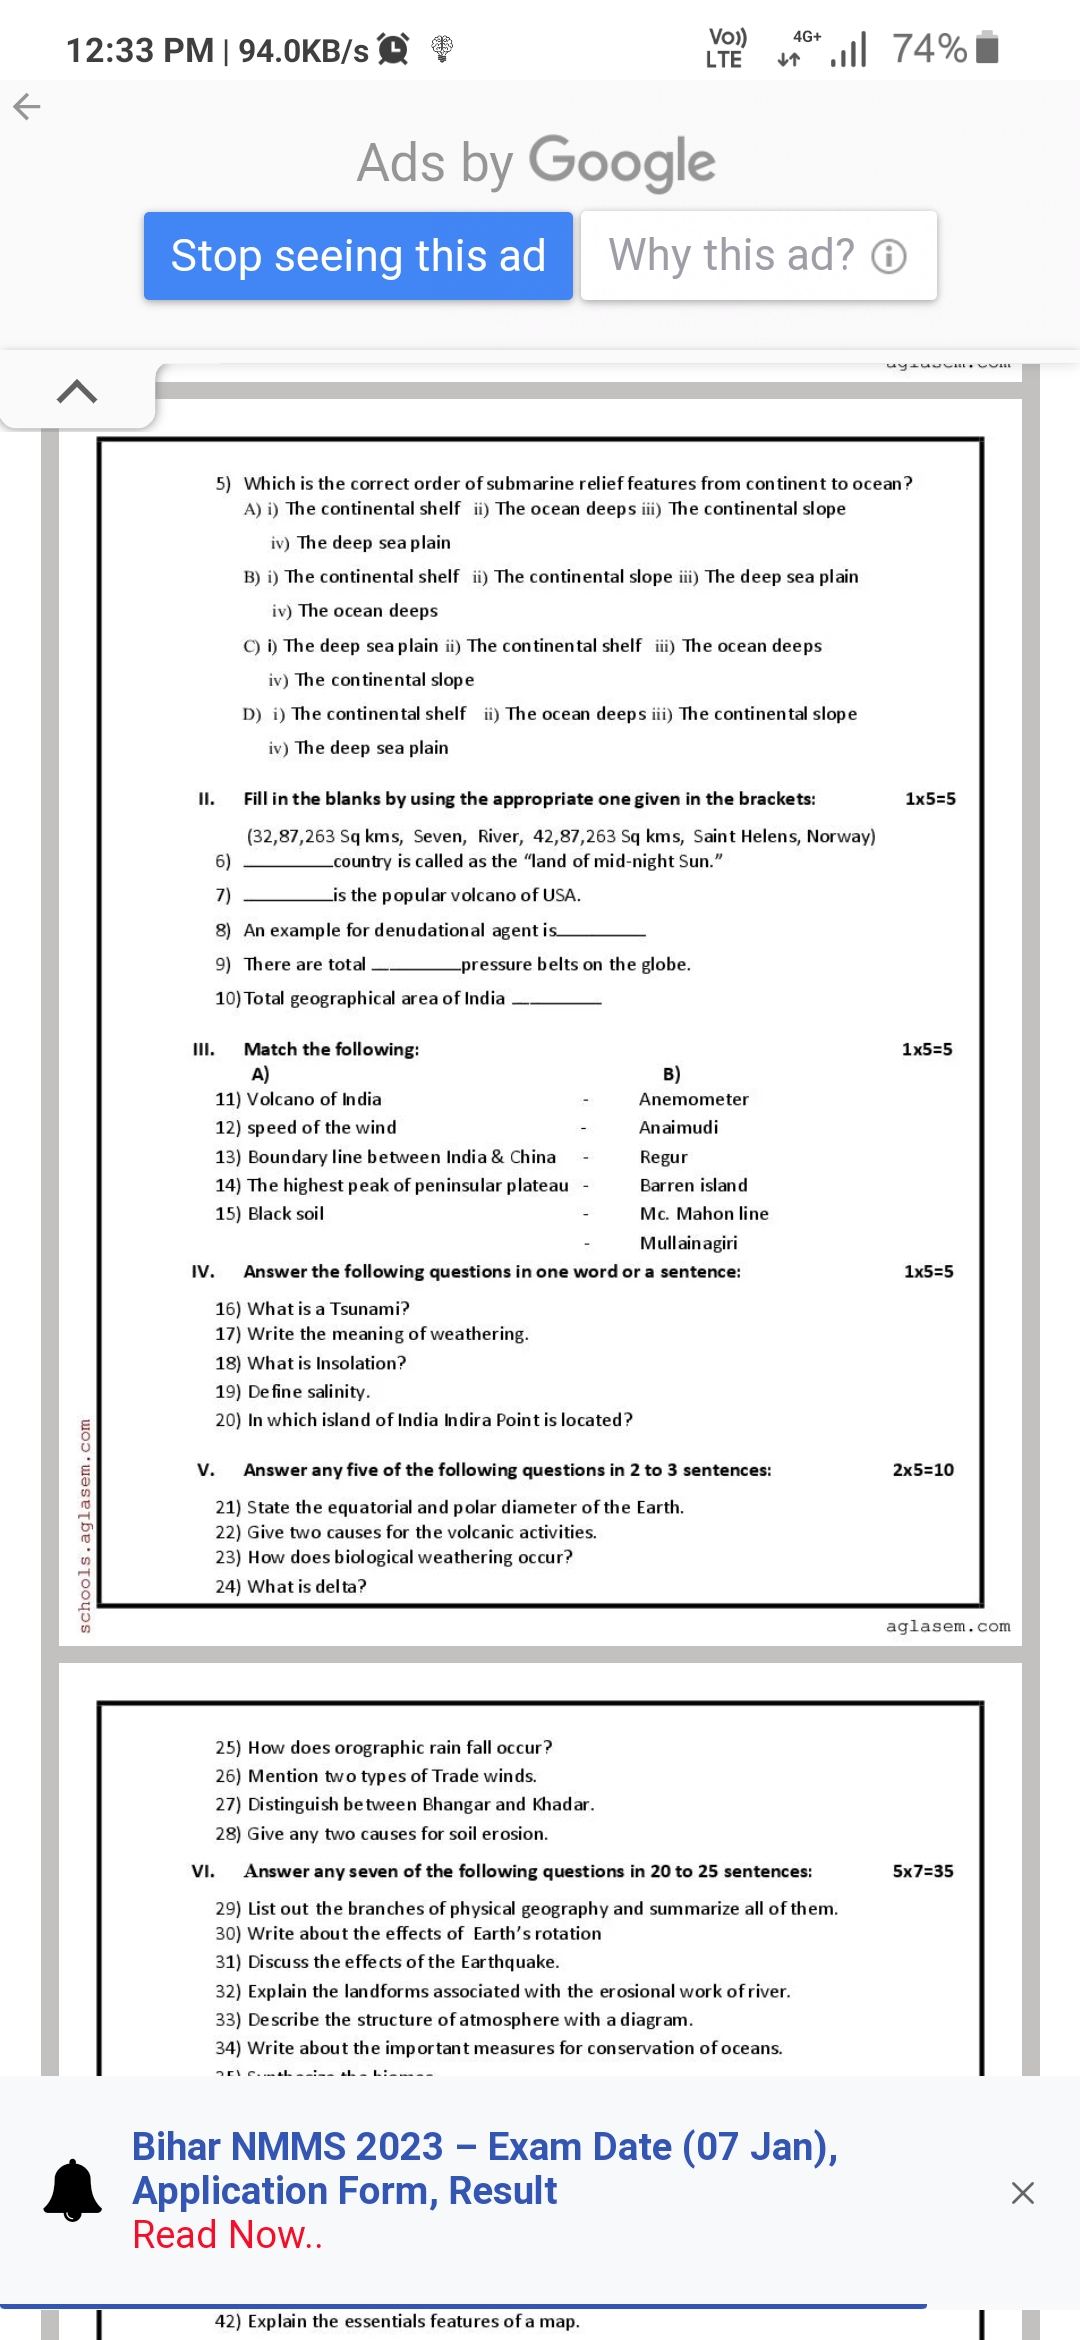 12:33 PM | 94.0KB/s
Vo)) LTE 4G+ 74%
Ads by Google
Stop seeing this ad
Why this ad?
aglasem.com
5) Which is the correct order of submarine relief features from continent to ocean?
A) i) The continental shelf ii) The ocean deeps iii) The continental slope
iv) The deep sea plain
B) i) The continental shelf ii) The continental slope iii) The deep sea plain
iv) The ocean deeps
C) i) The deep sea plain ii) The continental shelf iii) The ocean deeps
iv) The continental slope
D) i) The continental shelf ii) The ocean deeps iii) The continental slope
iv) The deep sea plain
II. Fill in the blanks by using the appropriate one given in the brackets: 1x5=5
(32,87,263 Sq kms, Seven, River, 42,87,263 Sq kms, Saint Helens, Norway)
6) _________country is called as the “land of mid-night Sun.”
7) _________is the popular volcano of USA.
8) An example for denudational agent is_________
9) There are total _________pressure belts on the globe.
10) Total geographical area of India _________
III. Match the following: 1x5=5
A) B)
11) Volcano of India - Anemometer
12) speed of the wind - Anaimudi
13) Boundary line between India & China - Regur
14) The highest peak of peninsular plateau - Barren island
15) Black soil - Mc. Mahon line
- Mullainagiri
IV. Answer the following questions in one word or a sentence: 1x5=5
16) What is a Tsunami?
17) Write the meaning of weathering.
18) What is Insolation?
19) Define salinity.
20) In which island of India Indira Point is located?
V. Answer any five of the following questions in 2 to 3 sentences: 2x5=10
21) State the equatorial and polar diameter of the Earth.
22) Give two causes for the volcanic activities.
23) How does biological weathering occur?
24) What is delta?
schools.aglasem.com
aglasem.com
25) How does orographic rain fall occur?
26) Mention two types of Trade winds.
27) Distinguish between Bhangar and Khadar.
28) Give any two causes for soil erosion.
VI. Answer any seven of the following questions in 20 to 25 sentences: 5x7=35
29) List out the branches of physical geography and summarize all of them.
30) Write about the effects of Earth’s rotation
31) Discuss the effects of the Earthquake.
32) Explain the landforms associated with the erosional work of river.
33) Describe the structure of atmosphere with a diagram.
34) Write about the important measures for conservation of oceans.
Bihar NMMS 2023 – Exam Date (07 Jan),
Application Form, Result
Read Now..
42) Explain the essentials features of a map.